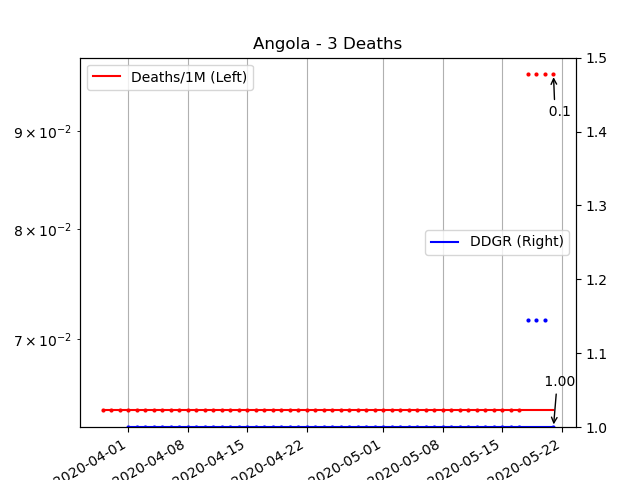 Angola - 3 Deaths
Deaths/1M (Left)
DDGR (Right)
0.1
1.00
9 × 10⁻²
8 × 10⁻²
7 × 10⁻²
1.5
1.4
1.3
1.2
1.1
1.0
2020-04-01
2020-04-08
2020-04-15
2020-04-22
2020-05-01
2020-05-08
2020-05-15
2020-05-22